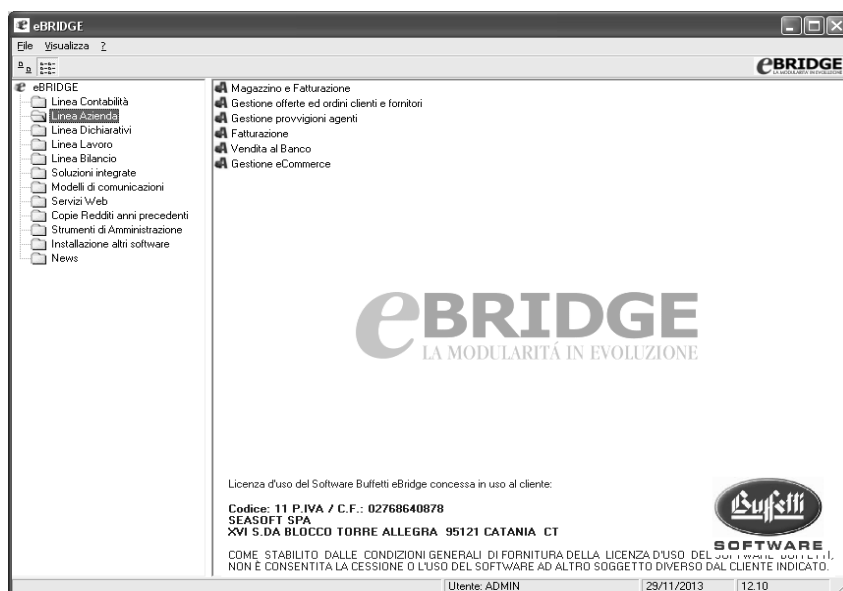 eBRIDGE
File Visualizza ?
eBRIDGE
LA MODULARITÁ IN EVOLUZIONE
eBRIDGE
Linea Contabilità
Linea Azienda
Linea Dichiarativi
Linea Lavoro
Linea Bilancio
Soluzioni integrate
Modelli di comunicazioni
Servizi Web
Copie Redditi anni precedenti
Strumenti di Amministrazione
Installazione altri software
News
Magazzino e Fatturazione
Gestione offerte ed ordini clienti e fornitori
Gestione provvigioni agenti
Fatturazione
Vendita al Banco
Gestione eCommerce
eBRIDGE
LA MODULARITÁ IN EVOLUZIONE
Licenza d'uso del Software Buffetti eBridge concessa in uso al cliente:
Codice: 11 P.IVA / C.F.: 02768640878
SEASOFT SPA
XVI S.DA BLOCCO TORRE ALLEGRA 95121 CATANIA CT
Buffetti
SOFTWARE
COME STABILITO DALLE CONDIZIONI GENERALI DI FORNITURA DELLA LICENZA D'USO DEL SOFTWARE BUFFETTI,
NON È CONSENTITA LA CESSIONE O L'USO DEL SOFTWARE AD ALTRO SOGGETTO DIVERSO DAL CLIENTE INDICATO.
Utente: ADMIN 29/11/2013 12.10